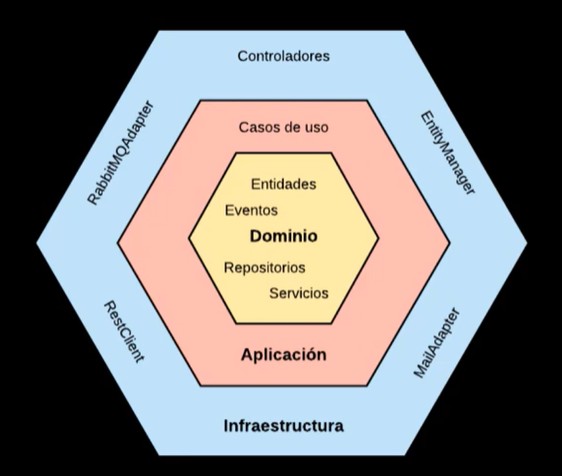 Controladores
RabbitMQAdapter
EntityManager
Casos de uso
Entidades
Eventos
Dominio
Repositorios
Servicios
RestClient
MailAdapter
Aplicación
Infraestructura